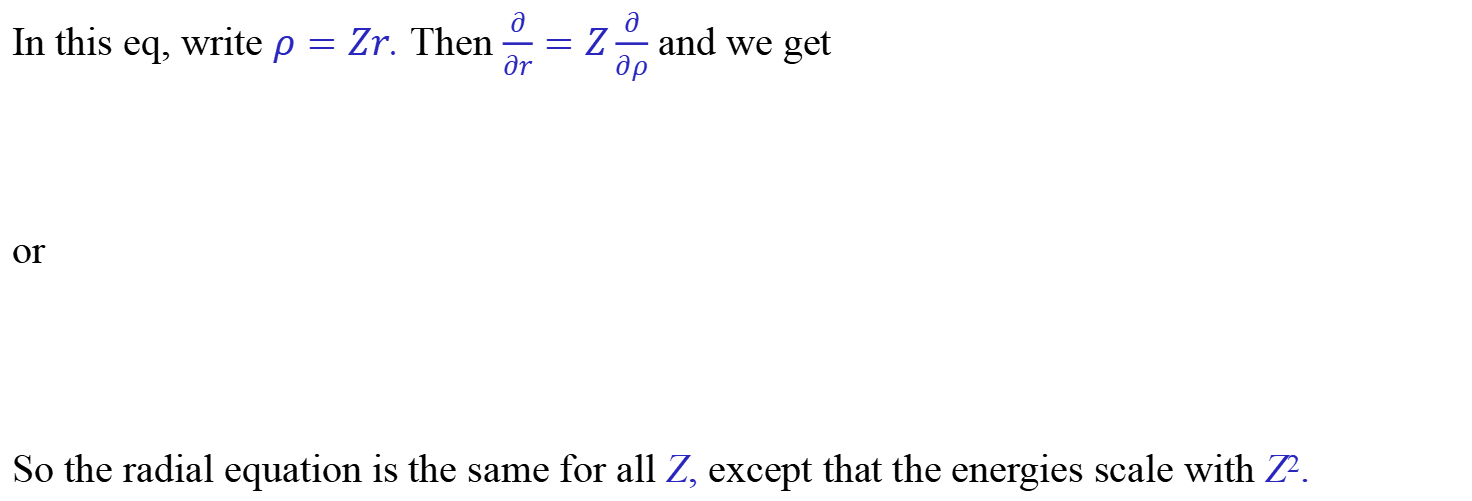 In this eq, write ρ = Zr. Then ∂/∂r = Z ∂/∂ρ and we get
or
So the radial equation is the same for all Z, except that the energies scale with Z².